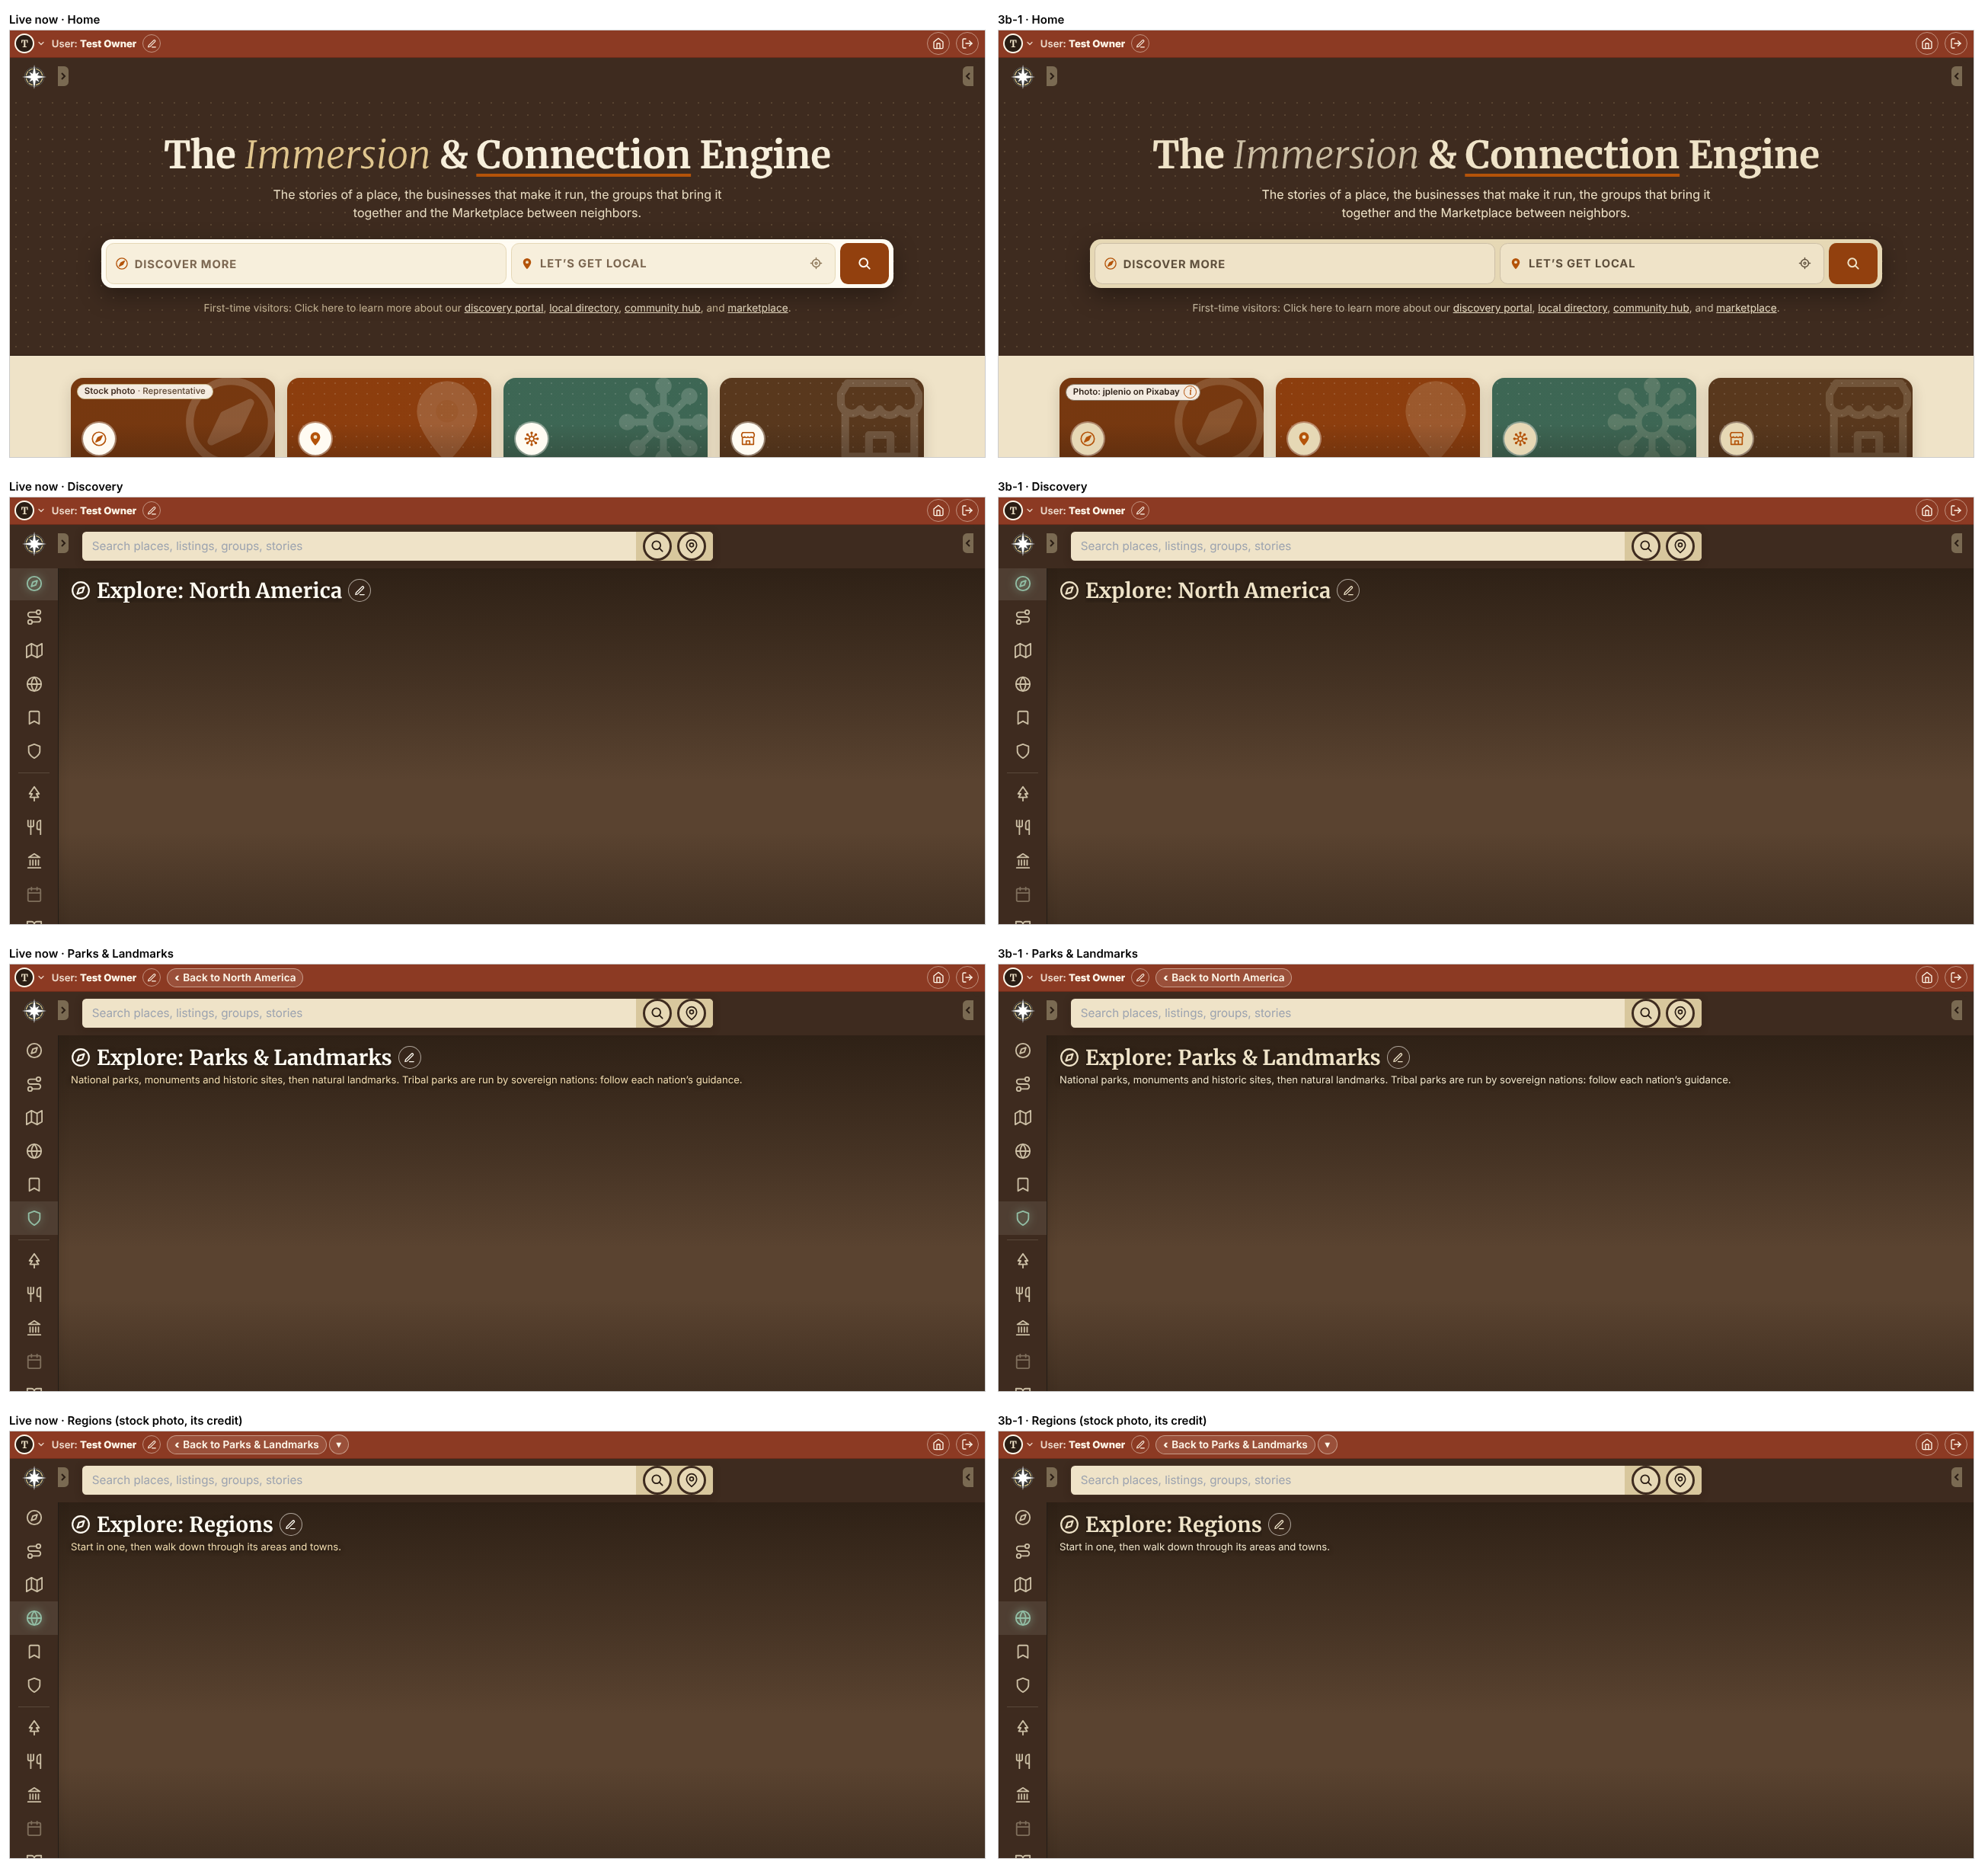 Live now · Home
T User: Test Owner
The Immersion & Connection Engine
The stories of a place, the businesses that make it run, the groups that bring it
together and the Marketplace between neighbors.
DISCOVER MORE
LET'S GET LOCAL
First-time visitors: Click here to learn more about our discovery portal, local directory, community hub, and marketplace.
Stock photo · Representative
3b-1 · Home
T User: Test Owner
The Immersion & Connection Engine
The stories of a place, the businesses that make it run, the groups that bring it
together and the Marketplace between neighbors.
DISCOVER MORE
LET'S GET LOCAL
First-time visitors: Click here to learn more about our discovery portal, local directory, community hub, and marketplace.
Photo: jplenio on Pixabay i
Live now · Discovery
T User: Test Owner
Search places, listings, groups, stories
Explore: North America
3b-1 · Discovery
T User: Test Owner
Search places, listings, groups, stories
Explore: North America
Live now · Parks & Landmarks
T User: Test Owner ‹ Back to North America
Search places, listings, groups, stories
Explore: Parks & Landmarks
National parks, monuments and historic sites, then natural landmarks. Tribal parks are run by sovereign nations: follow each nation's guidance.
3b-1 · Parks & Landmarks
T User: Test Owner ‹ Back to North America
Search places, listings, groups, stories
Explore: Parks & Landmarks
National parks, monuments and historic sites, then natural landmarks. Tribal parks are run by sovereign nations: follow each nation's guidance.
Live now · Regions (stock photo, its credit)
T User: Test Owner ‹ Back to Parks & Landmarks ▾
Search places, listings, groups, stories
Explore: Regions
Start in one, then walk down through its areas and towns.
3b-1 · Regions (stock photo, its credit)
T User: Test Owner ‹ Back to Parks & Landmarks ▾
Search places, listings, groups, stories
Explore: Regions
Start in one, then walk down through its areas and towns.